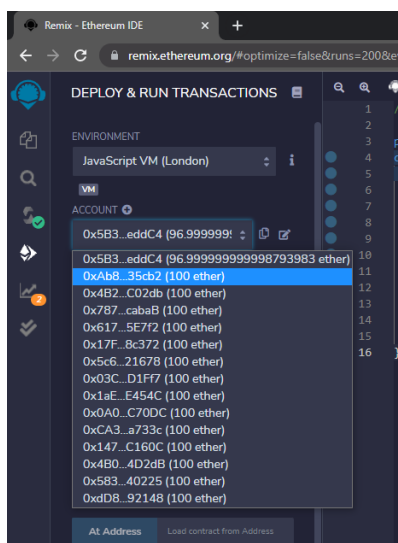 Remix - Ethereum IDE
remix.ethereum.org/#optimize=false&runs=200&e
DEPLOY & RUN TRANSACTIONS
ENVIRONMENT
JavaScript VM (London)
VM
ACCOUNT
0x5B3...eddC4 (96.9999999
0x5B3...eddC4 (96.999999999998793983 ether)
0xAb8...35cb2 (100 ether)
0x4B2...C02db (100 ether)
0x787...cabaB (100 ether)
0x617...5E7f2 (100 ether)
0x17F...8c372 (100 ether)
0x5c6...21678 (100 ether)
0x03C...D1Ff7 (100 ether)
0x1aE...E454C (100 ether)
0x0A0...C70DC (100 ether)
0xCA3...a733c (100 ether)
0x147...C160C (100 ether)
0x4B0...4D2dB (100 ether)
0x583...40225 (100 ether)
0xdD8...92148 (100 ether)
At Address Load contract from Address
2
1
2
3
4
5
6
7
8
9
10
11
12
13
14
15
16 }